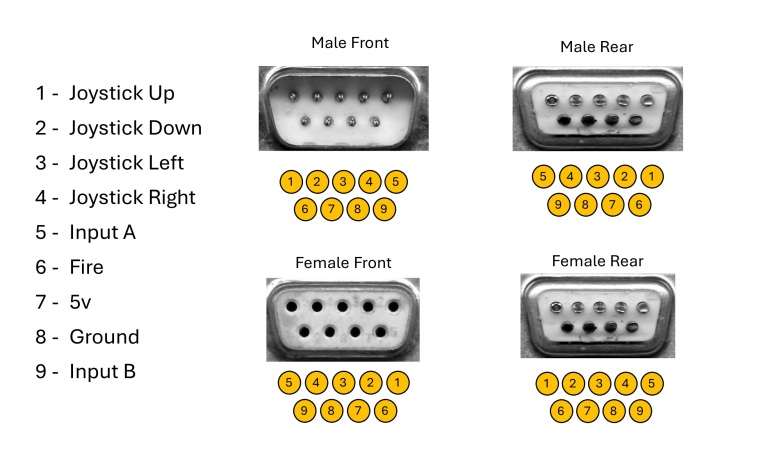 Male Front
Male Rear
1 - Joystick Up
2 - Joystick Down
3 - Joystick Left
4 - Joystick Right
5 - Input A
6 - Fire
7 - 5v
8 - Ground
9 - Input B
1 2 3 4 5
6 7 8 9
5 4 3 2 1
9 8 7 6
Female Front
Female Rear
5 4 3 2 1
9 8 7 6
1 2 3 4 5
6 7 8 9